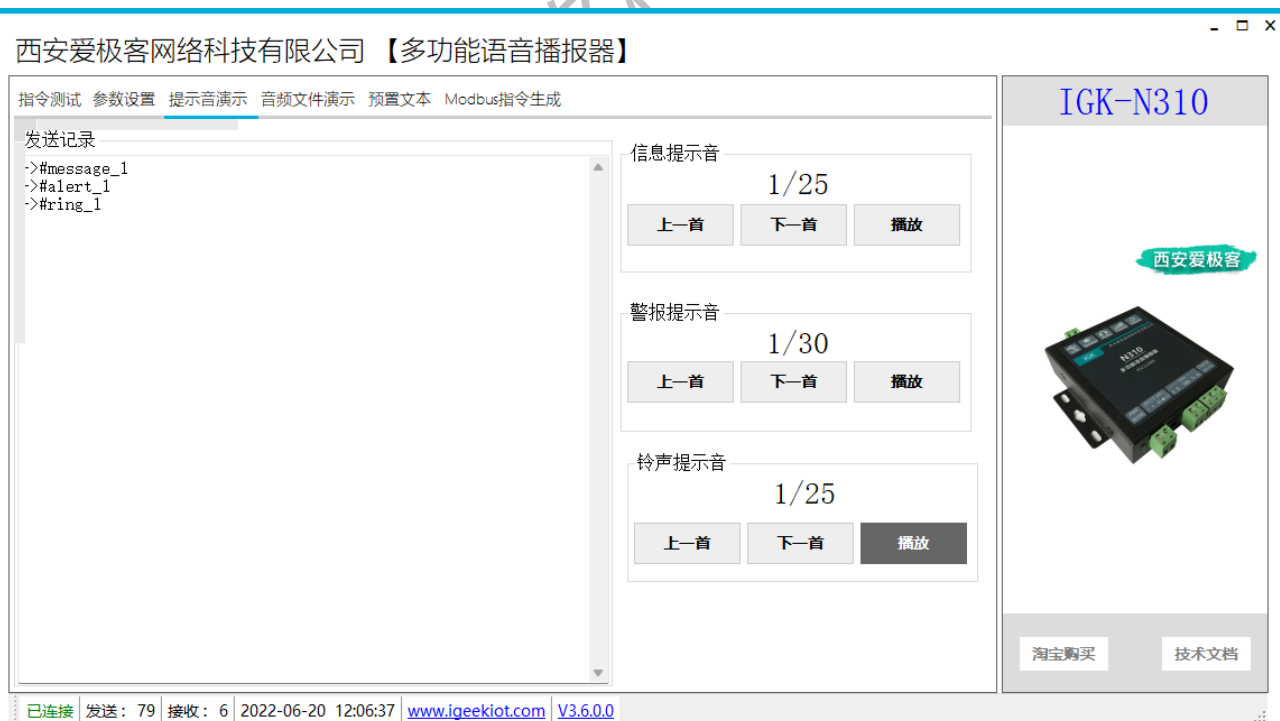 西安爱极客网络科技有限公司 【多功能语音播报器】
指令测试 参数设置 提示音演示 音频文件演示 预置文本 Modbus指令生成
发送记录
->#message_1
->#alert_1
->#ring_1
信息提示音
1/25
上一首 下一首 播放
警报提示音
1/30
上一首 下一首 播放
铃声提示音
1/25
上一首 下一首 播放
IGK-N310
西安爱极客
IGK
N310
淘宝购买 技术文档
已连接 发送: 79 接收: 6 2022-06-20 12:06:37 www.igeekiot.com V3.6.0.0